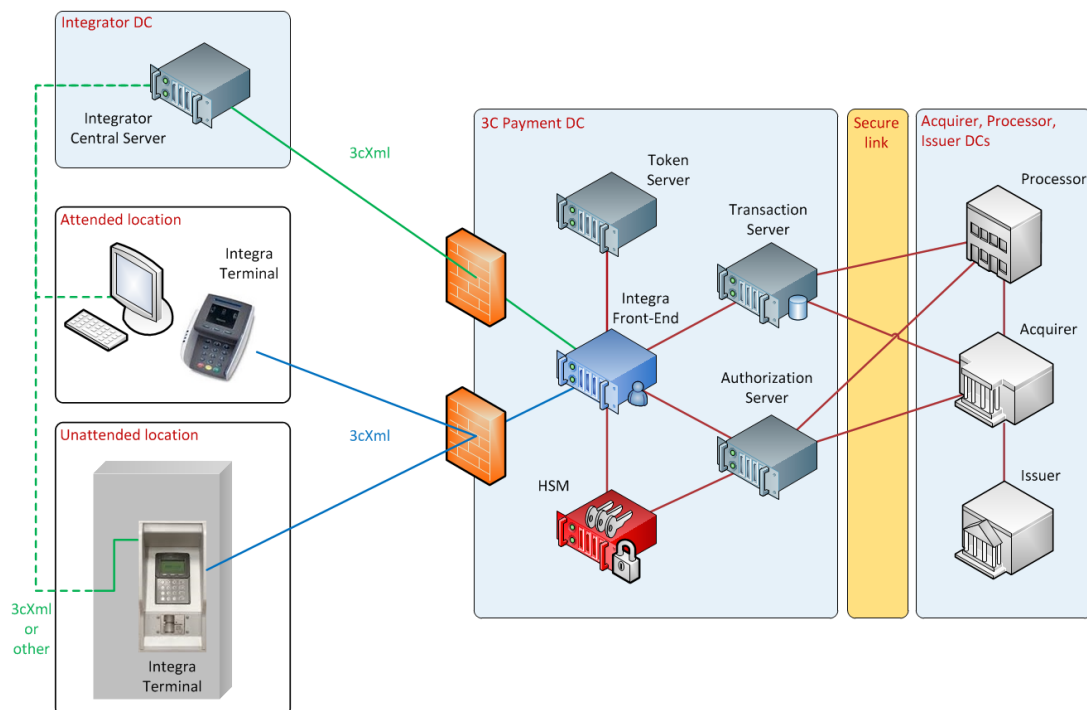 Integrator DC
Integrator
Central Server
3cXml
Attended location
Integra
Terminal
Unattended location
3cXml
3cXml
or
other
Integra
Terminal
3C Payment DC
Token
Server
Transaction
Server
Integra
Front-End
Authorization
Server
HSM
Secure
link
Acquirer, Processor,
Issuer DCs
Processor
Acquirer
Issuer